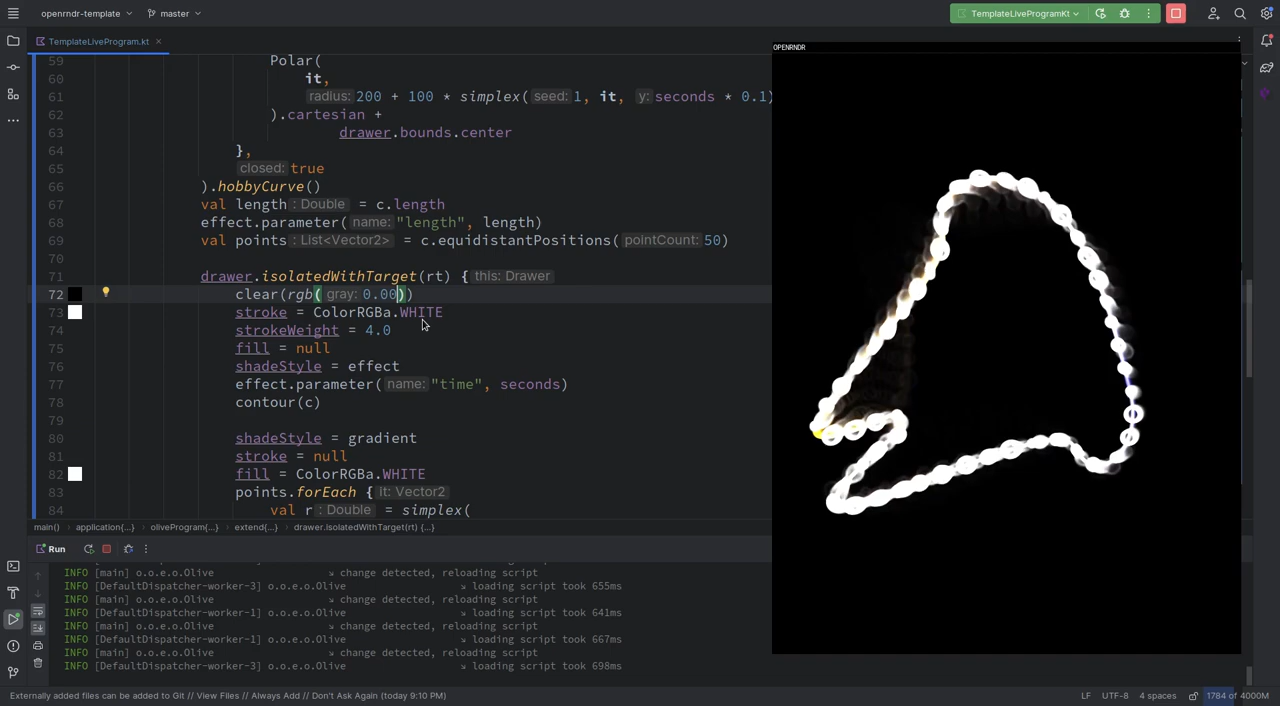 openrndr-template
master
TemplateLiveProgramKt
TemplateLiveProgram.kt
OPENRNDR
59 Polar(
60 it,
61 radius: 200 + 100 * simplex( seed: 1, it, y: seconds * 0.1)
62 ).cartesian +
63 drawer.bounds.center
64 },
65 closed: true
66 ).hobbyCurve()
67 val length : Double = c.length
68 effect.parameter( name: "length", length)
69 val points : List<Vector2> = c.equidistantPositions( pointCount: 50)
70
71 drawer.isolatedWithTarget(rt) { this: Drawer
72 clear(rgb( gray: 0.00))
73 stroke = ColorRGBa.WHITE
74 strokeWeight = 4.0
75 fill = null
76 shadeStyle = effect
77 effect.parameter( name: "time", seconds)
78 contour(c)
79
80 shadeStyle = gradient
81 stroke = null
82 fill = ColorRGBa.WHITE
83 points.forEach { it: Vector2
84 val r : Double = simplex(
main() application{...} oliveProgram{...} extend{...} drawer.isolatedWithTarget(rt) {...}
Run
INFO [main] o.o.e.o.Olive ↘ change detected, reloading script
INFO [DefaultDispatcher-worker-3] o.o.e.o.Olive ↘ loading script took 655ms
INFO [main] o.o.e.o.Olive ↘ change detected, reloading script
INFO [DefaultDispatcher-worker-1] o.o.e.o.Olive ↘ loading script took 641ms
INFO [main] o.o.e.o.Olive ↘ change detected, reloading script
INFO [DefaultDispatcher-worker-1] o.o.e.o.Olive ↘ loading script took 667ms
INFO [main] o.o.e.o.Olive ↘ change detected, reloading script
INFO [DefaultDispatcher-worker-3] o.o.e.o.Olive ↘ loading script took 698ms
Externally added files can be added to Git // View Files // Always Add // Don't Ask Again (today 9:10 PM)
LF UTF-8 4 spaces 1784 of 4000M